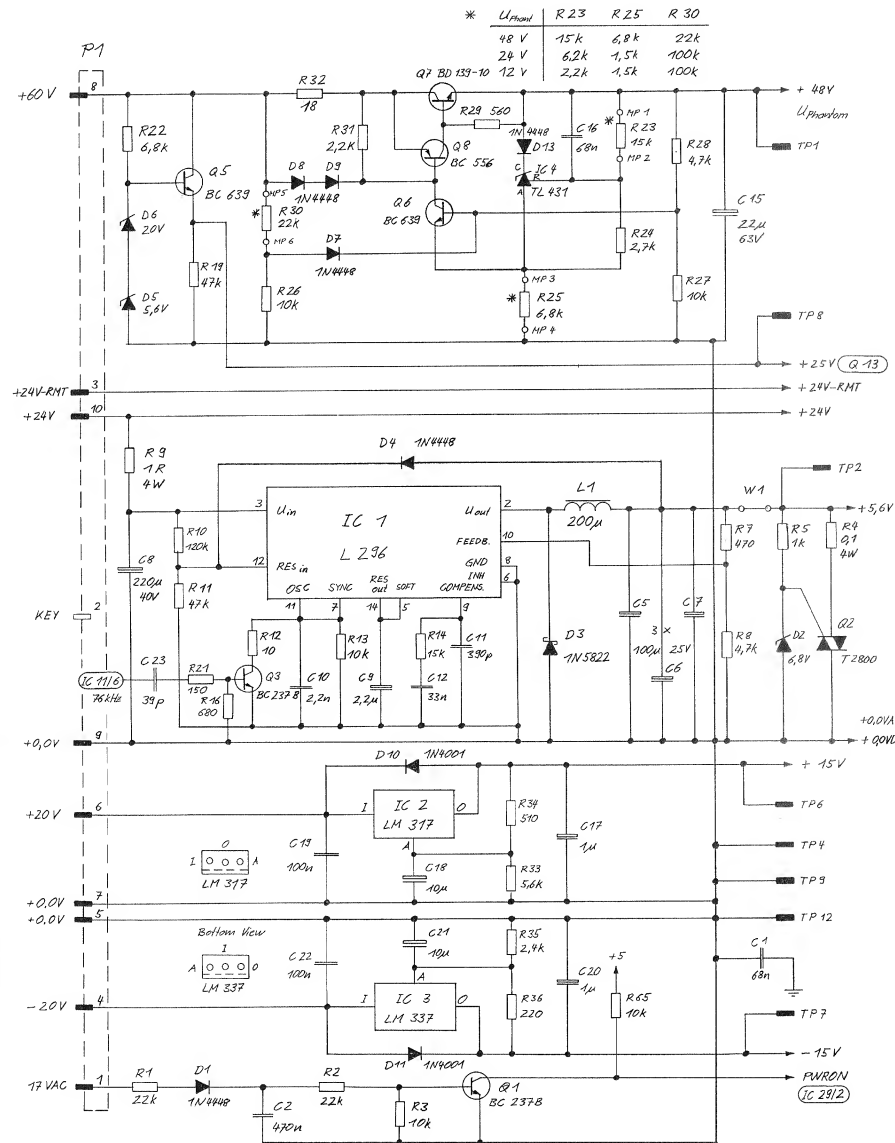 * U Phant R23 R25 R30
48 V 15k 6,8k 22k
24 V 6,2k 1,5k 100k
12 V 2,2k 1,5k 100k
P1
+60V 8
R32
18
Q7 BD 139-10
R29 560
+ 48V
U Phantom
R22
6,8k
R31
2,2k
1N4448
D13
C16
68n
MP1
*
R23
15k
MP2
R28
4,7k
TP1
Q5
BC 639
D8 D9
1N4448
Q8
BC 556
IC4
TL 431
C
R
A
MP5
*
R30
22k
MP6
Q6
BC 639
C15
22µ
63V
D6
20V
D7
1N4448
R24
2,7k
R19
47k
D5
5,6V
R26
10k
MP3
*
R25
6,8k
MP4
R27
10k
TP8
+25V Q 13
+24V-RMT 3
+24V-RMT
+24V 10
+24V
R9
1R
4W
D4 1N4448
TP2
3 Uin
IC 1
L 296
U out 2
L1
200µ
W1
+5,6V
R10
120k
FEEDB. 10
R7
470
R5
1k
R4
0,1
4W
12 RES in
GND 8
INH 6
C8
220µ
40V
R11
47k
OSC SYNC RES out SOFT COMPENS.
11 7 14 5 9
KEY 2
R12
10
R13
10k
R14
15k
C11
390p
D3
1N5822
C5
100µ
3 x
25V
C7
C6
R8
4,7k
D2
6,8V
Q2
T2800
IC 11/6
76kHz
C23
39p
R21
150
Q3
BC 237B
R16
680
C10
2,2n
C9
2,2µ
C12
33n
+0,0VA
+0,0V 9
+0,0VD
D10 1N4001
+ 15V
+20V 6
I IC 2 O
LM 317
A
R34
510
C17
1µ
TP6
O
I A
LM 317
C19
100n
C18
10µ
R33
5,6k
TP4
TP9
+0,0V 7
+0,0V 5
TP12
Bottom View
I
A O
LM 337
C22
100n
C21
10µ
R35
2,4k
+5
C1
68n
A
I IC 3 O
LM 337
R36
220
C20
1µ
R65
10k
-20V 4
TP7
D11 1N4001
- 15V
17VAC 1
R1
22k
D1
1N4448
R2
22k
Q1
BC 237B
PWRON
IC 29/2
C2
470n
R3
10k